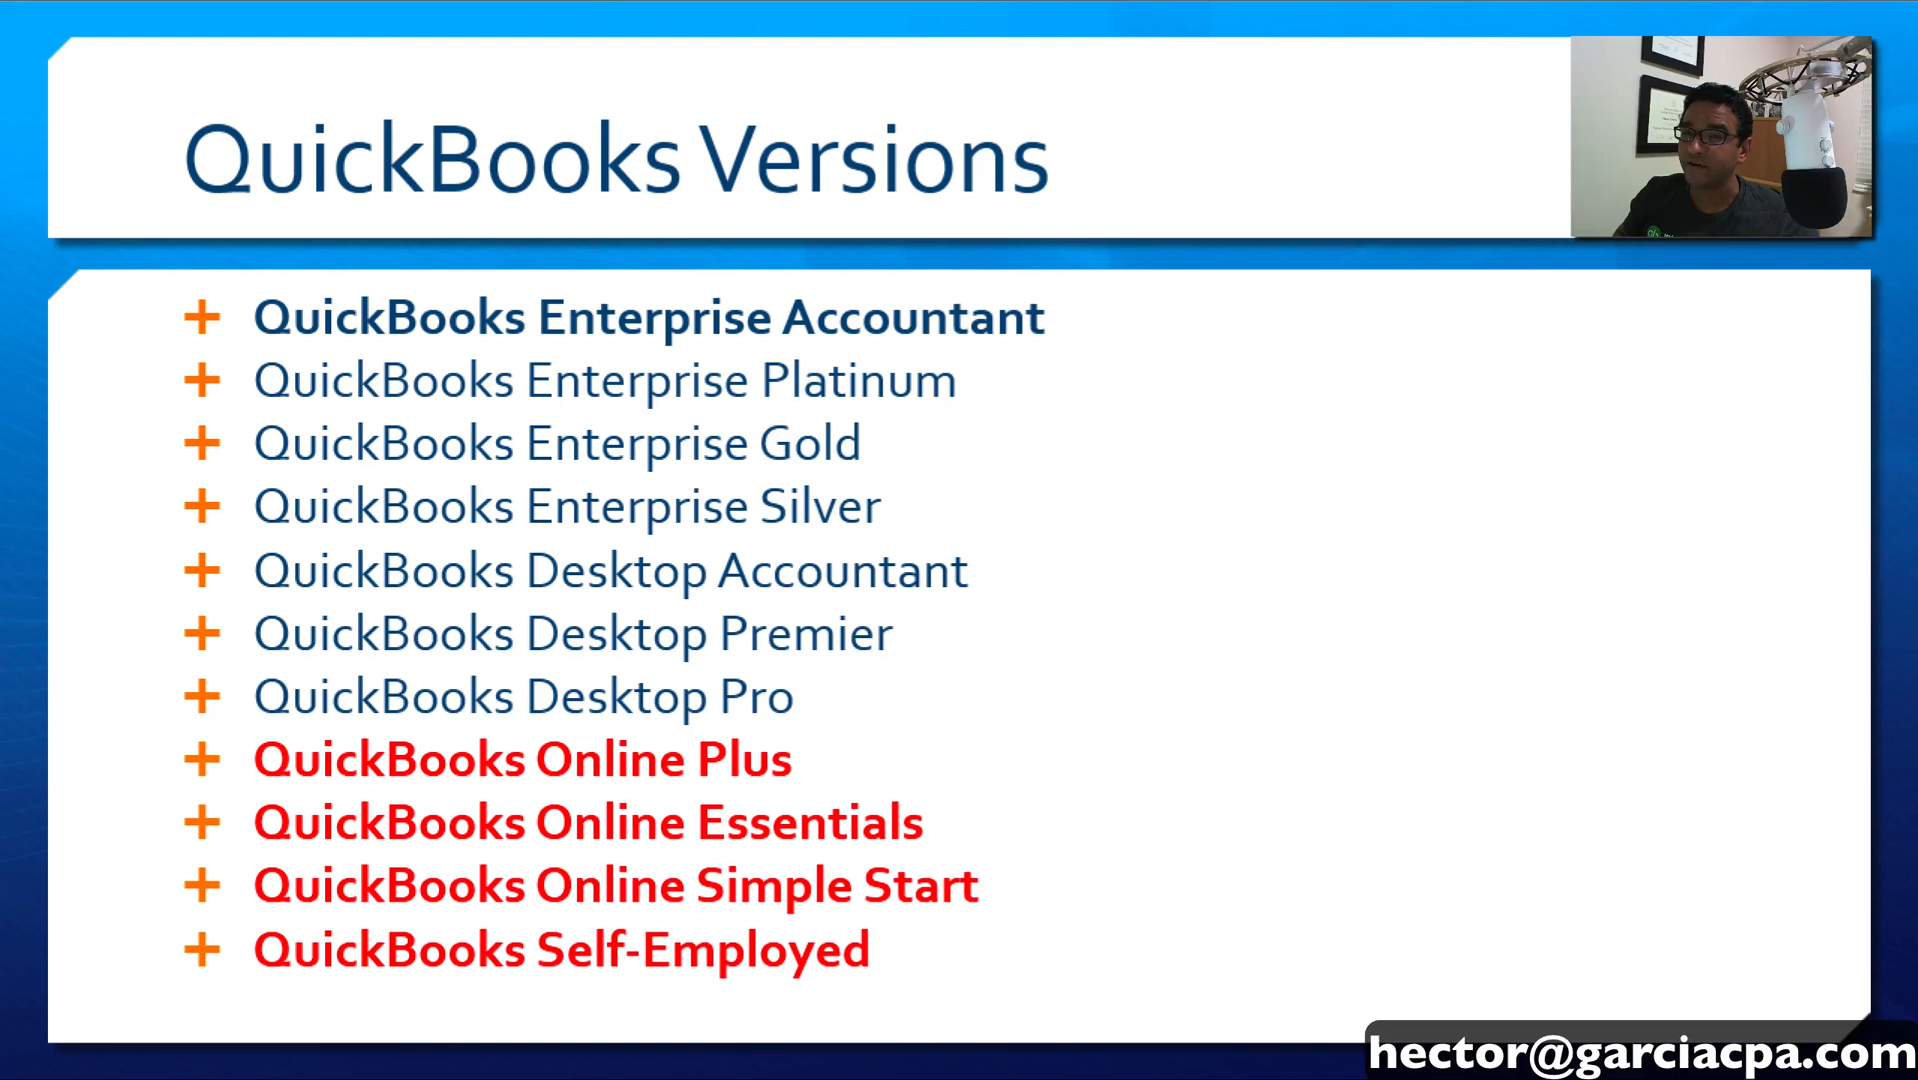 QuickBooks Versions
+ QuickBooks Enterprise Accountant
+ QuickBooks Enterprise Platinum
+ QuickBooks Enterprise Gold
+ QuickBooks Enterprise Silver
+ QuickBooks Desktop Accountant
+ QuickBooks Desktop Premier
+ QuickBooks Desktop Pro
+ QuickBooks Online Plus
+ QuickBooks Online Essentials
+ QuickBooks Online Simple Start
+ QuickBooks Self-Employed
hector@garciacpa.com